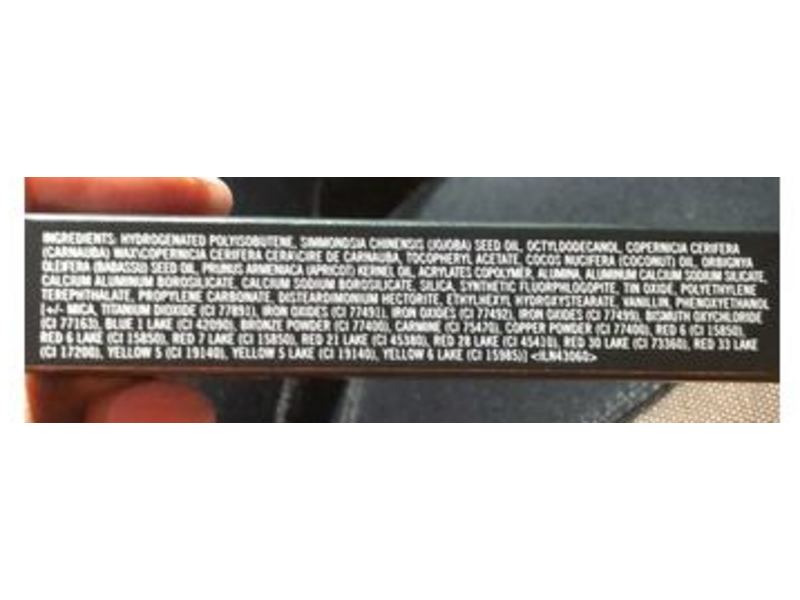 INGREDIENTS: HYDROGENATED POLYISOBUTENE, SIMMONDSIA CHINENSIS (JOJOBA) SEED OIL, OCTYLDODECANOL, COPERNICIA CERIFERA
(CARNAUBA) WAX\COPERNICIA CERIFERA CERA\CIRE DE CARNAUBA, TOCOPHERYL ACETATE, COCOS NUCIFERA (COCONUT) OIL, ORBIGNYA
OLEIFERA (BABASSU) SEED OIL, PRUNUS ARMENIACA (APRICOT) KERNEL OIL, ACRYLATES COPOLYMER, ALUMINA, ALUMINUM CALCIUM SODIUM SILICATE,
CALCIUM ALUMINUM BOROSILICATE, CALCIUM SODIUM BOROSILICATE, SILICA, SYNTHETIC FLUORPHLOGOPITE, TIN OXIDE, POLYETHYLENE
TEREPHTHALATE, PROPYLENE CARBONATE, DISTEARDIMONIUM HECTORITE, ETHYLHEXYL HYDROXYSTEARATE, VANILLIN, PHENOXYETHANOL
[+/- MICA, TITANIUM DIOXIDE (CI 77891), IRON OXIDES (CI 77491), IRON OXIDES (CI 77492), IRON OXIDES (CI 77499), BISMUTH OXYCHLORIDE
(CI 77163), BLUE 1 LAKE (CI 42090), BRONZE POWDER (CI 77400), CARMINE (CI 75470), COPPER POWDER (CI 77400), RED 6 (CI 15850),
RED 6 LAKE (CI 15850), RED 7 LAKE (CI 15850), RED 21 LAKE (CI 45380), RED 28 LAKE (CI 45410), RED 30 LAKE (CI 73360), RED 33 LAKE
(CI 17200), YELLOW 5 (CI 19140), YELLOW 5 LAKE (CI 19140), YELLOW 6 LAKE (CI 15985)] <ILN43060>